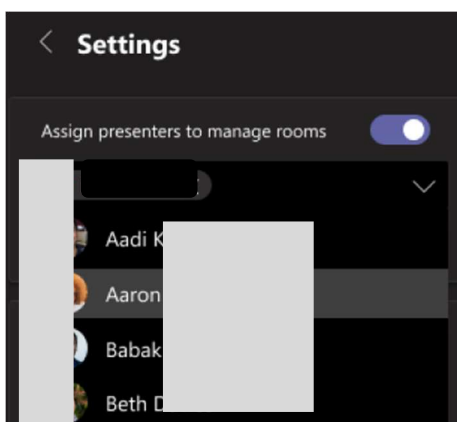 Settings
Assign presenters to manage rooms
Aadi K
Aaron
Babak
Beth D